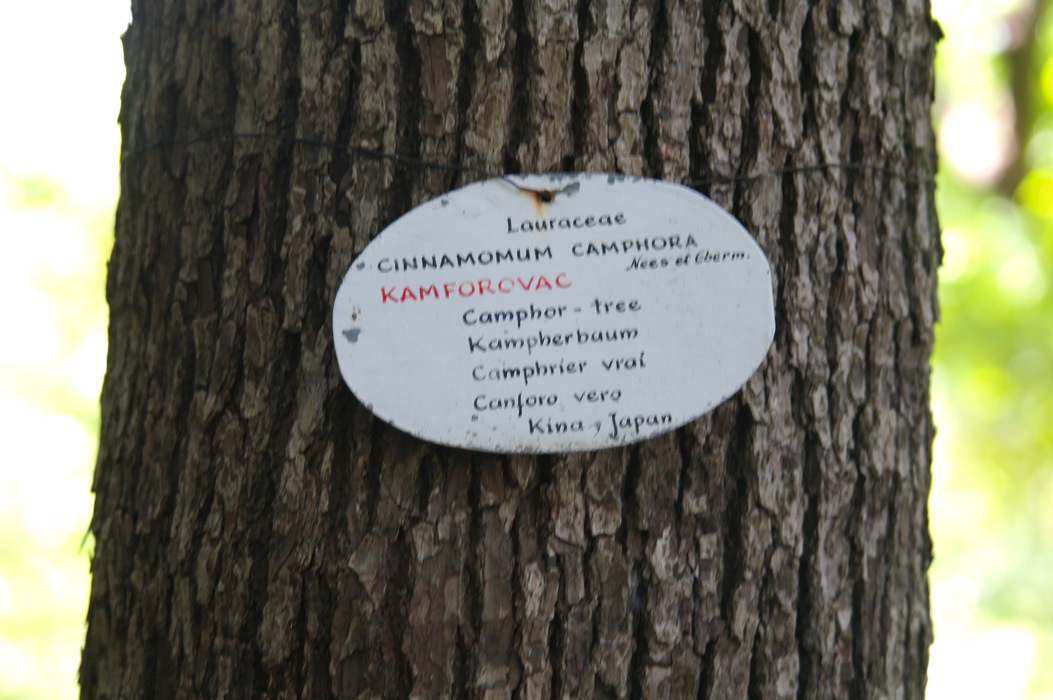 Lauraceae
CINNAMOMUM CAMPHORA
Nees et Eberm.
KAMFOROVAC
Camphor - tree
Kampherbaum
Camphrier vrai
Canforo vero
Kina, Japan